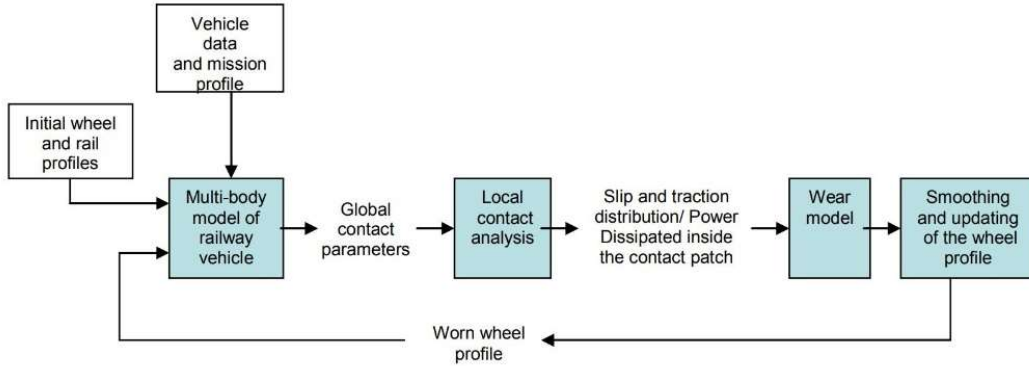 Vehicle
data
and mission
profile
Initial wheel
and rail
profiles
Multi-body
model of
railway
vehicle
Global
contact
parameters
Local
contact
analysis
Slip and traction
distribution/ Power
Dissipated inside
the contact patch
Wear
model
Smoothing
and updating
of the wheel
profile
Worn wheel
profile